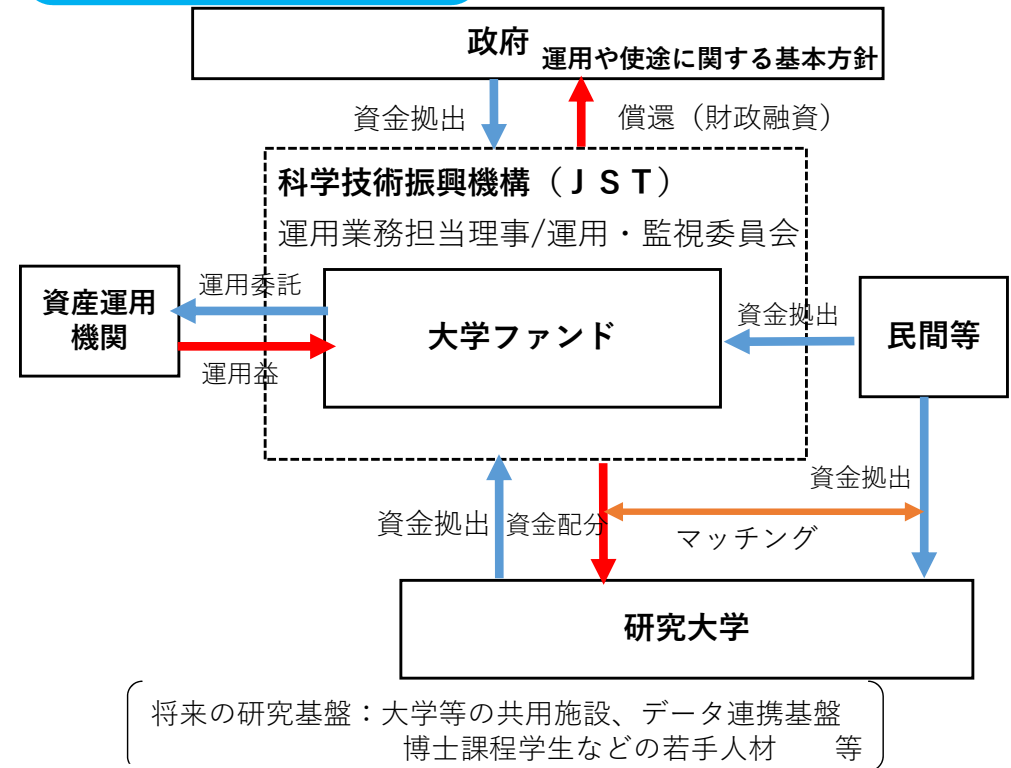 政府 運用や使途に関する基本方針
資金拠出
償還（財政融資）
科学技術振興機構（ＪＳＴ）
運用業務担当理事/運用・監視委員会
資産運用
機関
運用委託
運用益
大学ファンド
資金拠出
民間等
資金拠出
資金拠出
資金配分
マッチング
研究大学
将来の研究基盤：大学等の共用施設、データ連携基盤
博士課程学生などの若手人材　　等